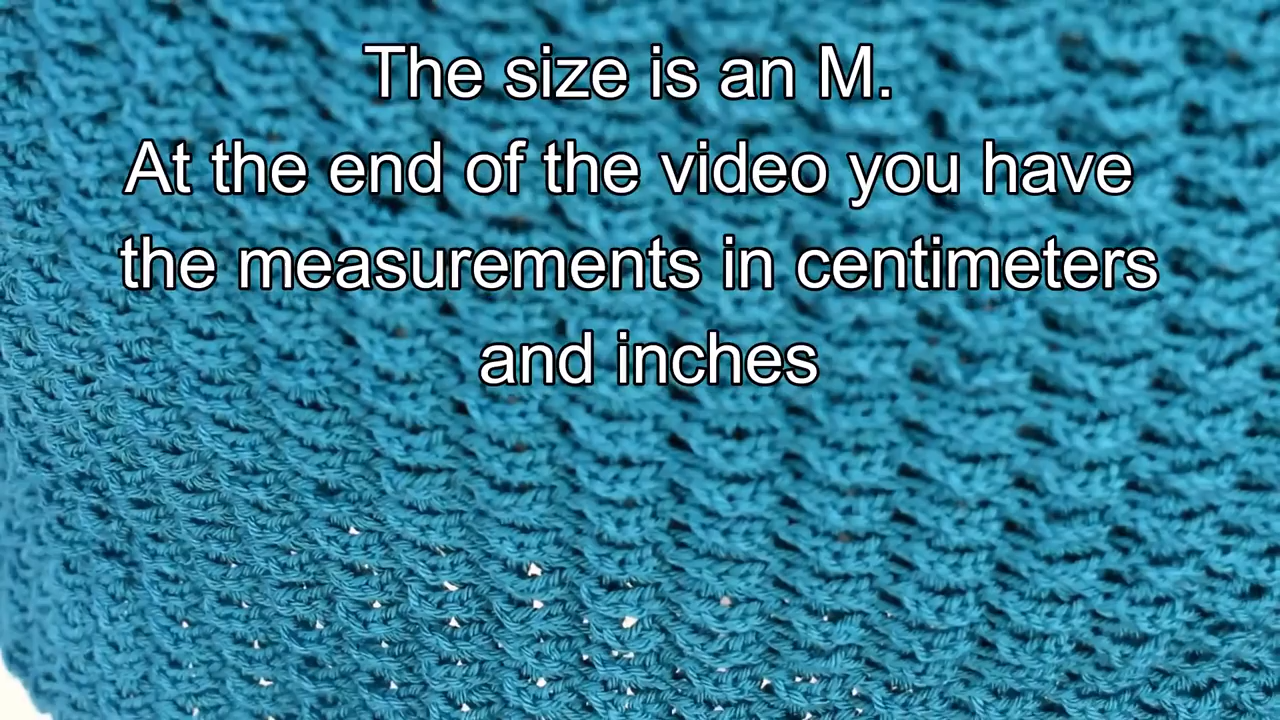 The size is an M.
At the end of the video you have
the measurements in centimeters
and inches